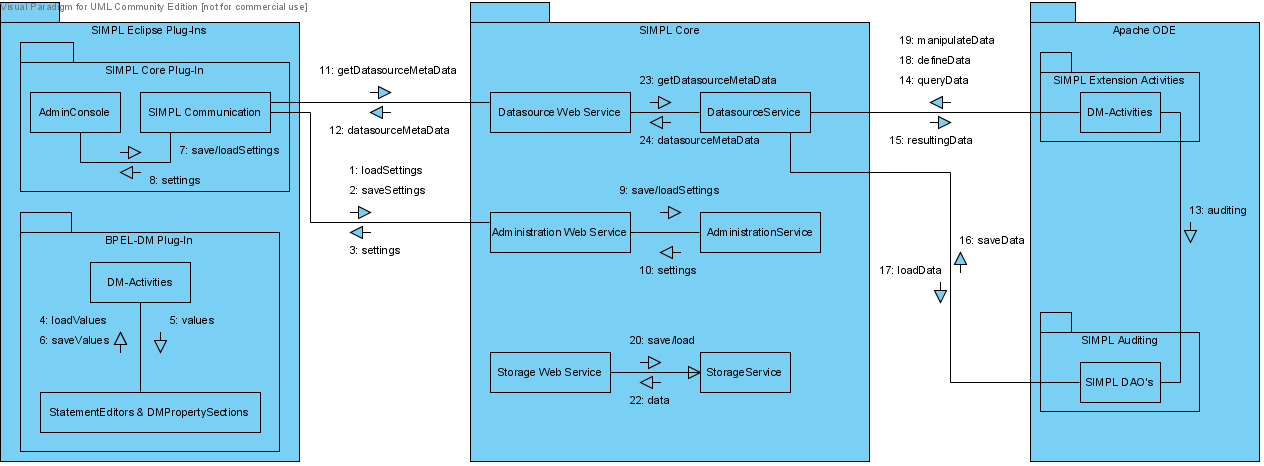 Visual Paradigm for UML Community Edition [not for commercial use]
SIMPL Eclipse Plug-Ins
SIMPL Core Plug-In
AdminConsole
SIMPL Communication
7: save/loadSettings
8: settings
BPEL-DM Plug-In
DM-Activities
4: loadValues
5: values
6: saveValues
StatementEditors & DMPropertySections
11: getDatasourceMetaData
12: datasourceMetaData
1: loadSettings
2: saveSettings
3: settings
SIMPL Core
Datasource Web Service
23: getDatasourceMetaData
24: datasourceMetaData
DatasourceService
Administration Web Service
9: save/loadSettings
10: settings
AdministrationService
Storage Web Service
20: save/load
22: data
StorageService
19: manipulateData
18: defineData
14: queryData
15: resultingData
16: saveData
17: loadData
Apache ODE
SIMPL Extension Activities
DM-Activities
13: auditing
SIMPL Auditing
SIMPL DAO's